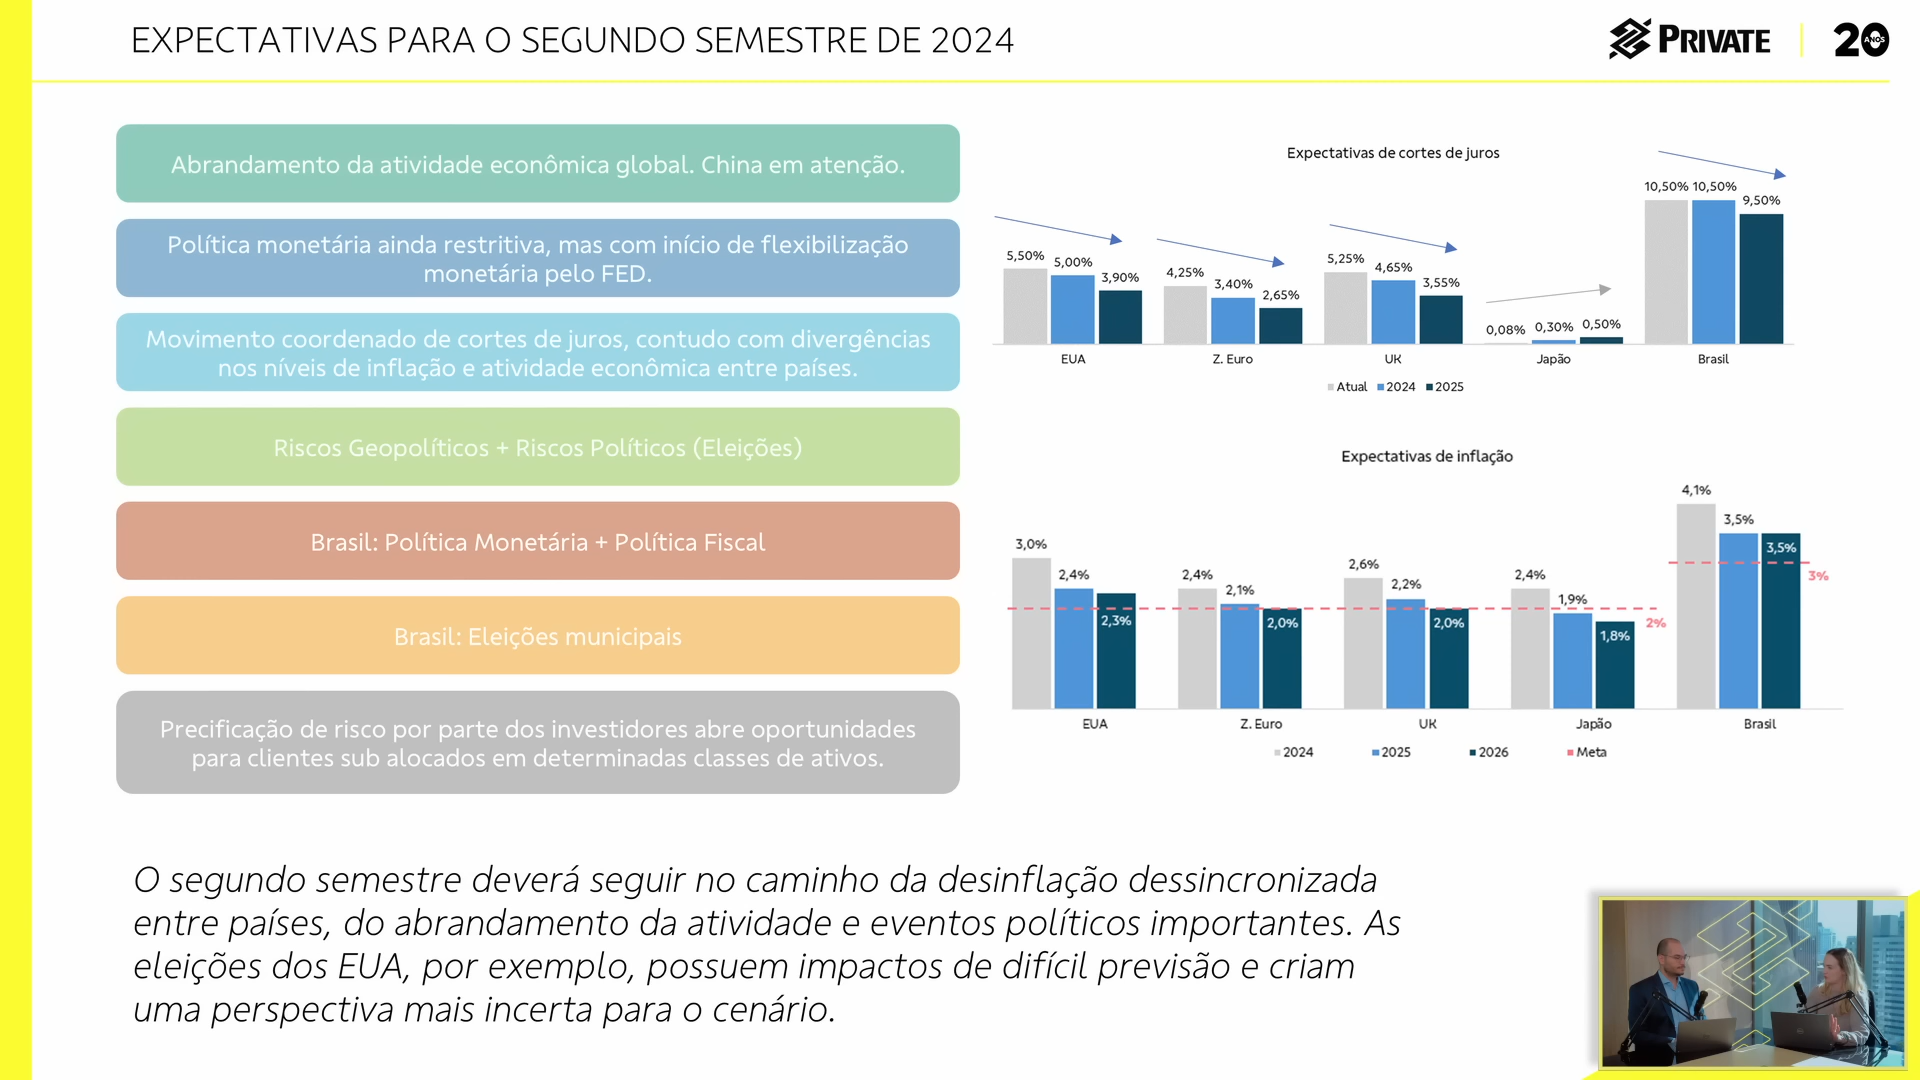 EXPECTATIVAS PARA O SEGUNDO SEMESTRE DE 2024
PRIVATE
20
ANOS
Abrandamento da atividade econômica global. China em atenção.
Política monetária ainda restritiva, mas com início de flexibilização
monetária pelo FED.
Movimento coordenado de cortes de juros, contudo com divergências
nos níveis de inflação e atividade econômica entre países.
Riscos Geopolíticos + Riscos Políticos (Eleições)
Brasil: Política Monetária + Política Fiscal
Brasil: Eleições municipais
Precificação de risco por parte dos investidores abre oportunidades
para clientes sub alocados em determinadas classes de ativos.
Expectativas de cortes de juros
5,50% 5,00% 3,90%
4,25% 3,40% 2,65%
5,25% 4,65% 3,55%
0,08% 0,30% 0,50%
10,50% 10,50% 9,50%
EUA Z. Euro UK Japão Brasil
Atual 2024 2025
Expectativas de inflação
3,0% 2,4% 2,3%
2,4% 2,1% 2,0%
2,6% 2,2% 2,0%
2,4% 1,9% 1,8%
2%
4,1% 3,5% 3,5%
3%
EUA Z. Euro UK Japão Brasil
2024 2025 2026 Meta
O segundo semestre deverá seguir no caminho da desinflação dessincronizada
entre países, do abrandamento da atividade e eventos políticos importantes. As
eleições dos EUA, por exemplo, possuem impactos de difícil previsão e criam
uma perspectiva mais incerta para o cenário.